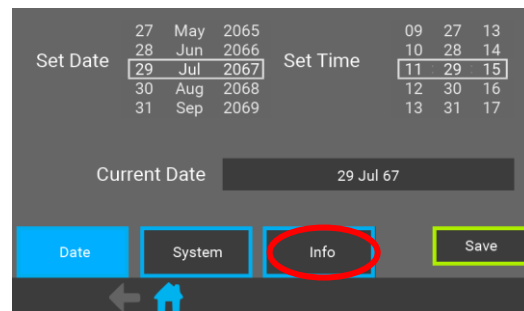 27 May 2065 09 27 13
28 Jun 2066 10 28 14
Set Date 29 Jul 2067 Set Time 11 : 29 : 15
30 Aug 2068 12 30 16
31 Sep 2069 13 31 17
Current Date 29 Jul 67
Date System Info Save